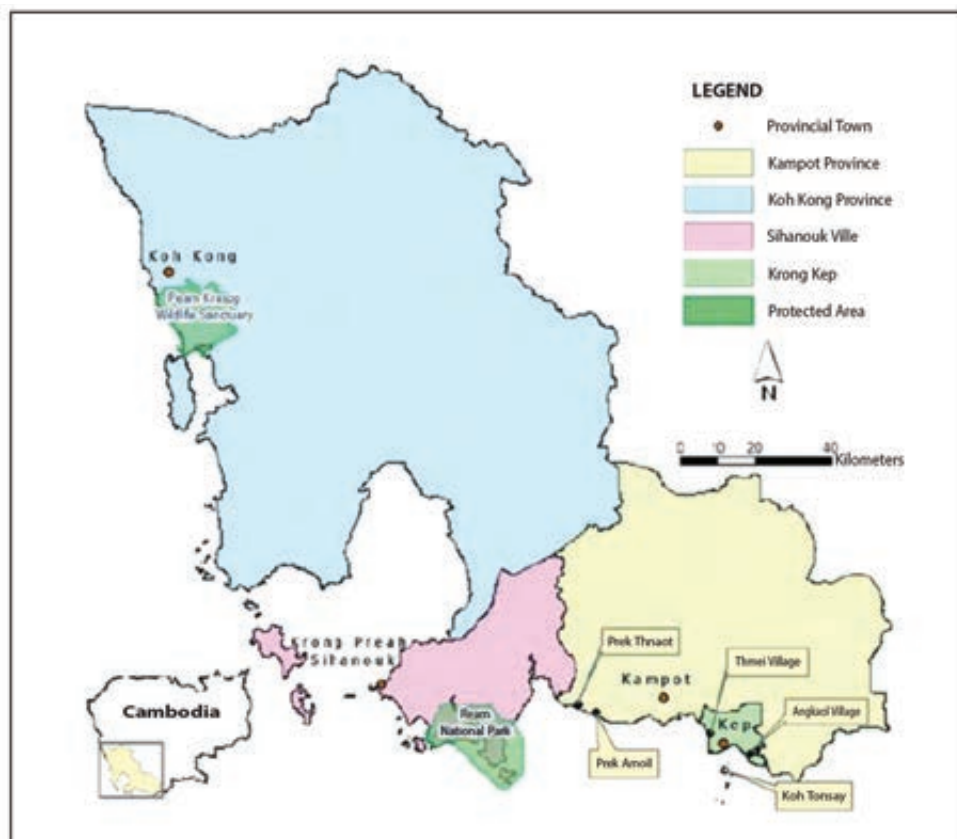 LEGEND
Provincial Town
Kampot Province
Koh Kong Province
Sihanouk Ville
Krong Kep
Protected Area
N
0 10 20 40
Kilometers
Koh Kong
Peam Krasop
Wildlife Sanctuary
Krong Preah
Sihanouk
Prek Thnaot
Thmei Village
Kampot
Angkaol Village
Kep
Ream
National Park
Prek Amoil
Koh Tonsay
Cambodia